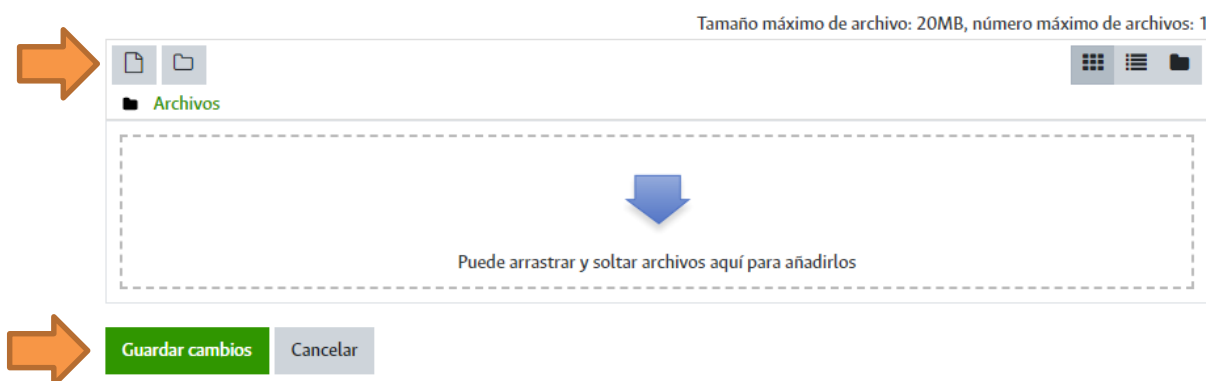 Tamaño máximo de archivo: 20MB, número máximo de archivos: 1
Archivos
Puede arrastrar y soltar archivos aquí para añadirlos
Guardar cambios Cancelar